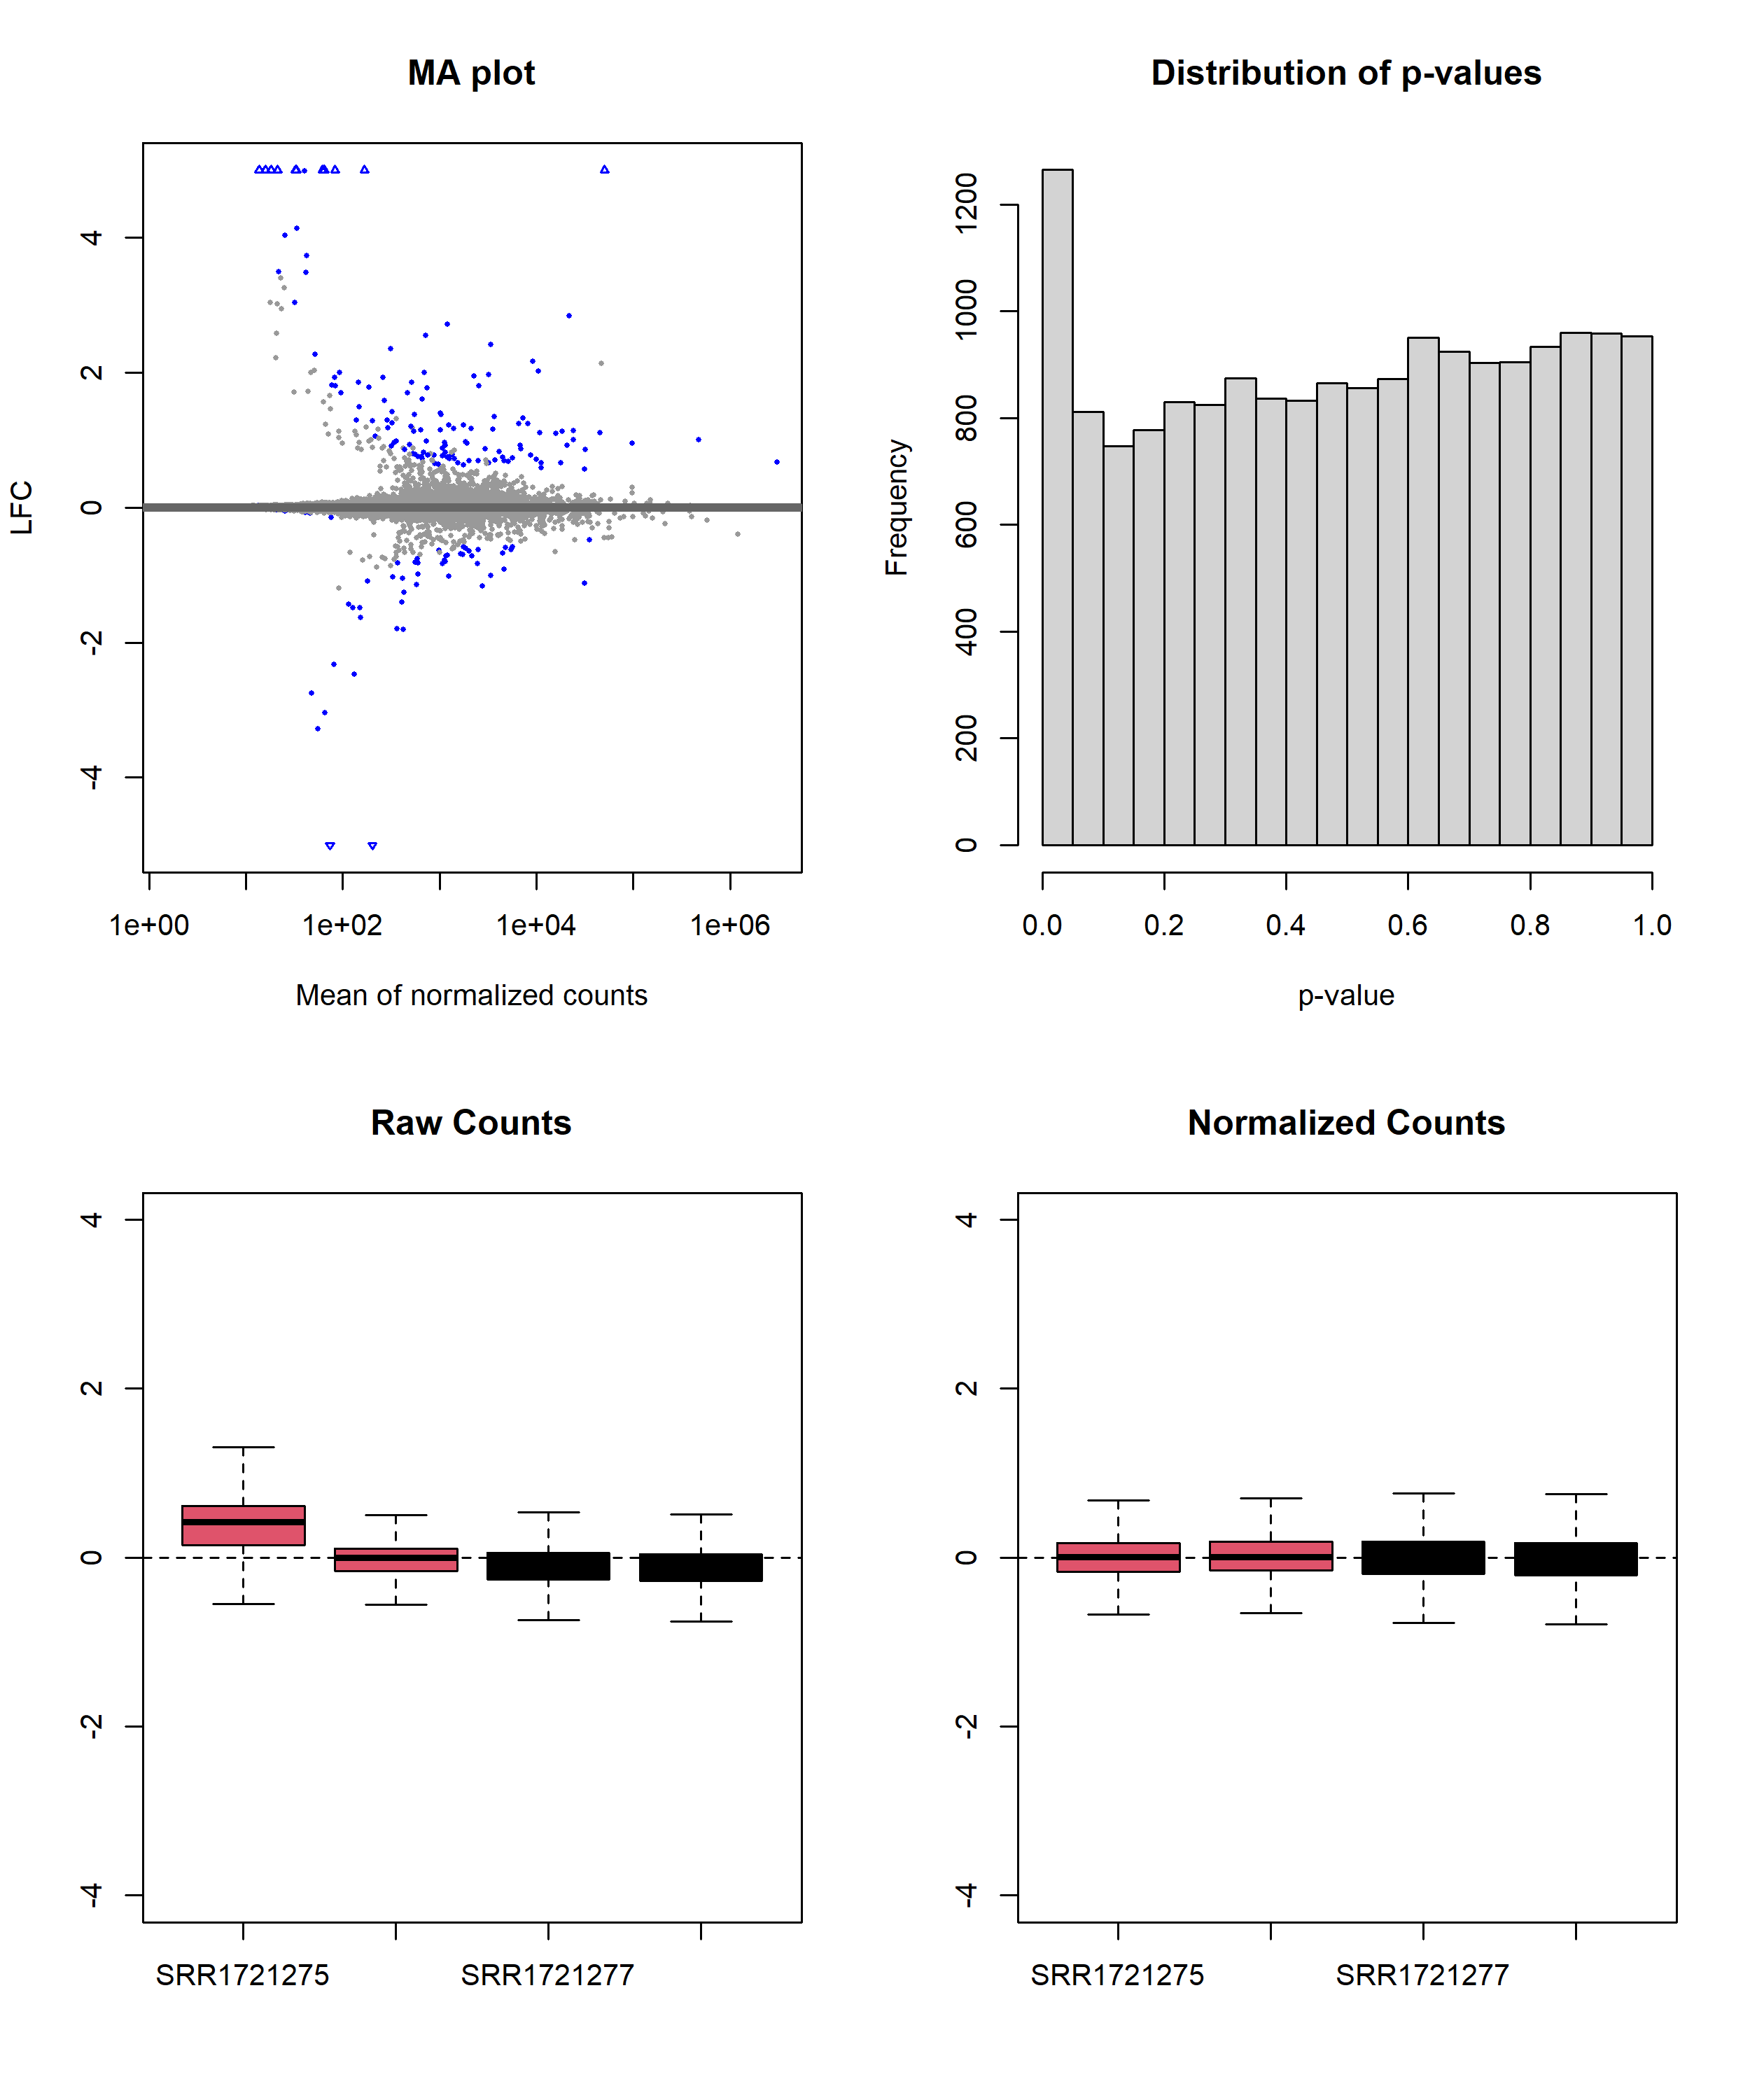 MA plot
LFC
4
2
0
-2
-4
1e+00 1e+02 1e+04 1e+06
Mean of normalized counts
Distribution of p-values
Frequency
1200
1000
800
600
400
200
0
0.0 0.2 0.4 0.6 0.8 1.0
p-value
Raw Counts
4
2
0
-2
-4
SRR1721275 SRR1721277
Normalized Counts
4
2
0
-2
-4
SRR1721275 SRR1721277